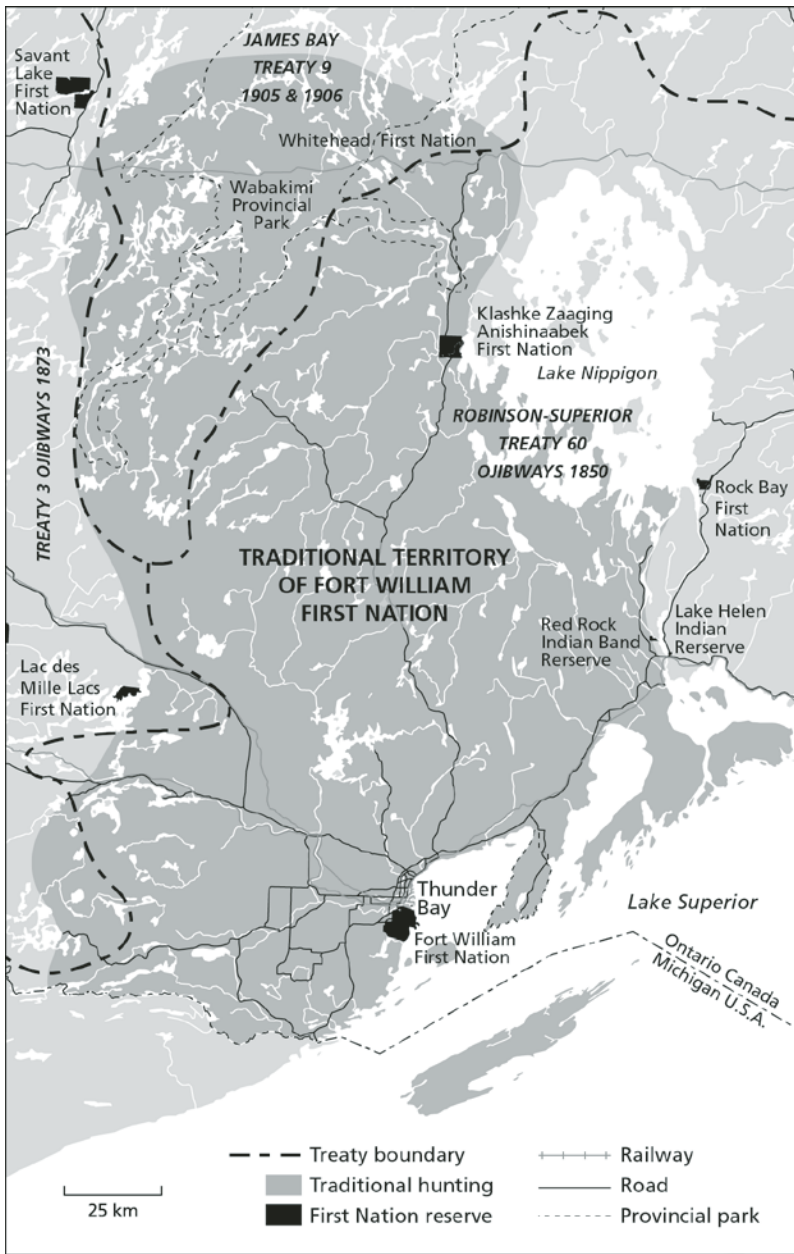 JAMES BAY
TREATY 9
1905 & 1906
Savant
Lake
First
Nation
Whitehead First Nation
Wabakimi
Provincial
Park
Klashke Zaaging
Anishinaabek
First Nation
Lake Nippigon
ROBINSON-SUPERIOR
TREATY 60
OJIBWAYS 1850
TREATY 3 OJIBWAYS 1873
Rock Bay
First
Nation
TRADITIONAL TERRITORY
OF FORT WILLIAM
FIRST NATION
Red Rock
Indian Band
Rerserve
Lake Helen
Indian
Rerserve
Lac des
Mille Lacs
First Nation
Thunder
Bay
Fort William
First Nation
Lake Superior
Ontario Canada
Michigan U.S.A.
Treaty boundary
Traditional hunting
First Nation reserve
Railway
Road
Provincial park
25 km